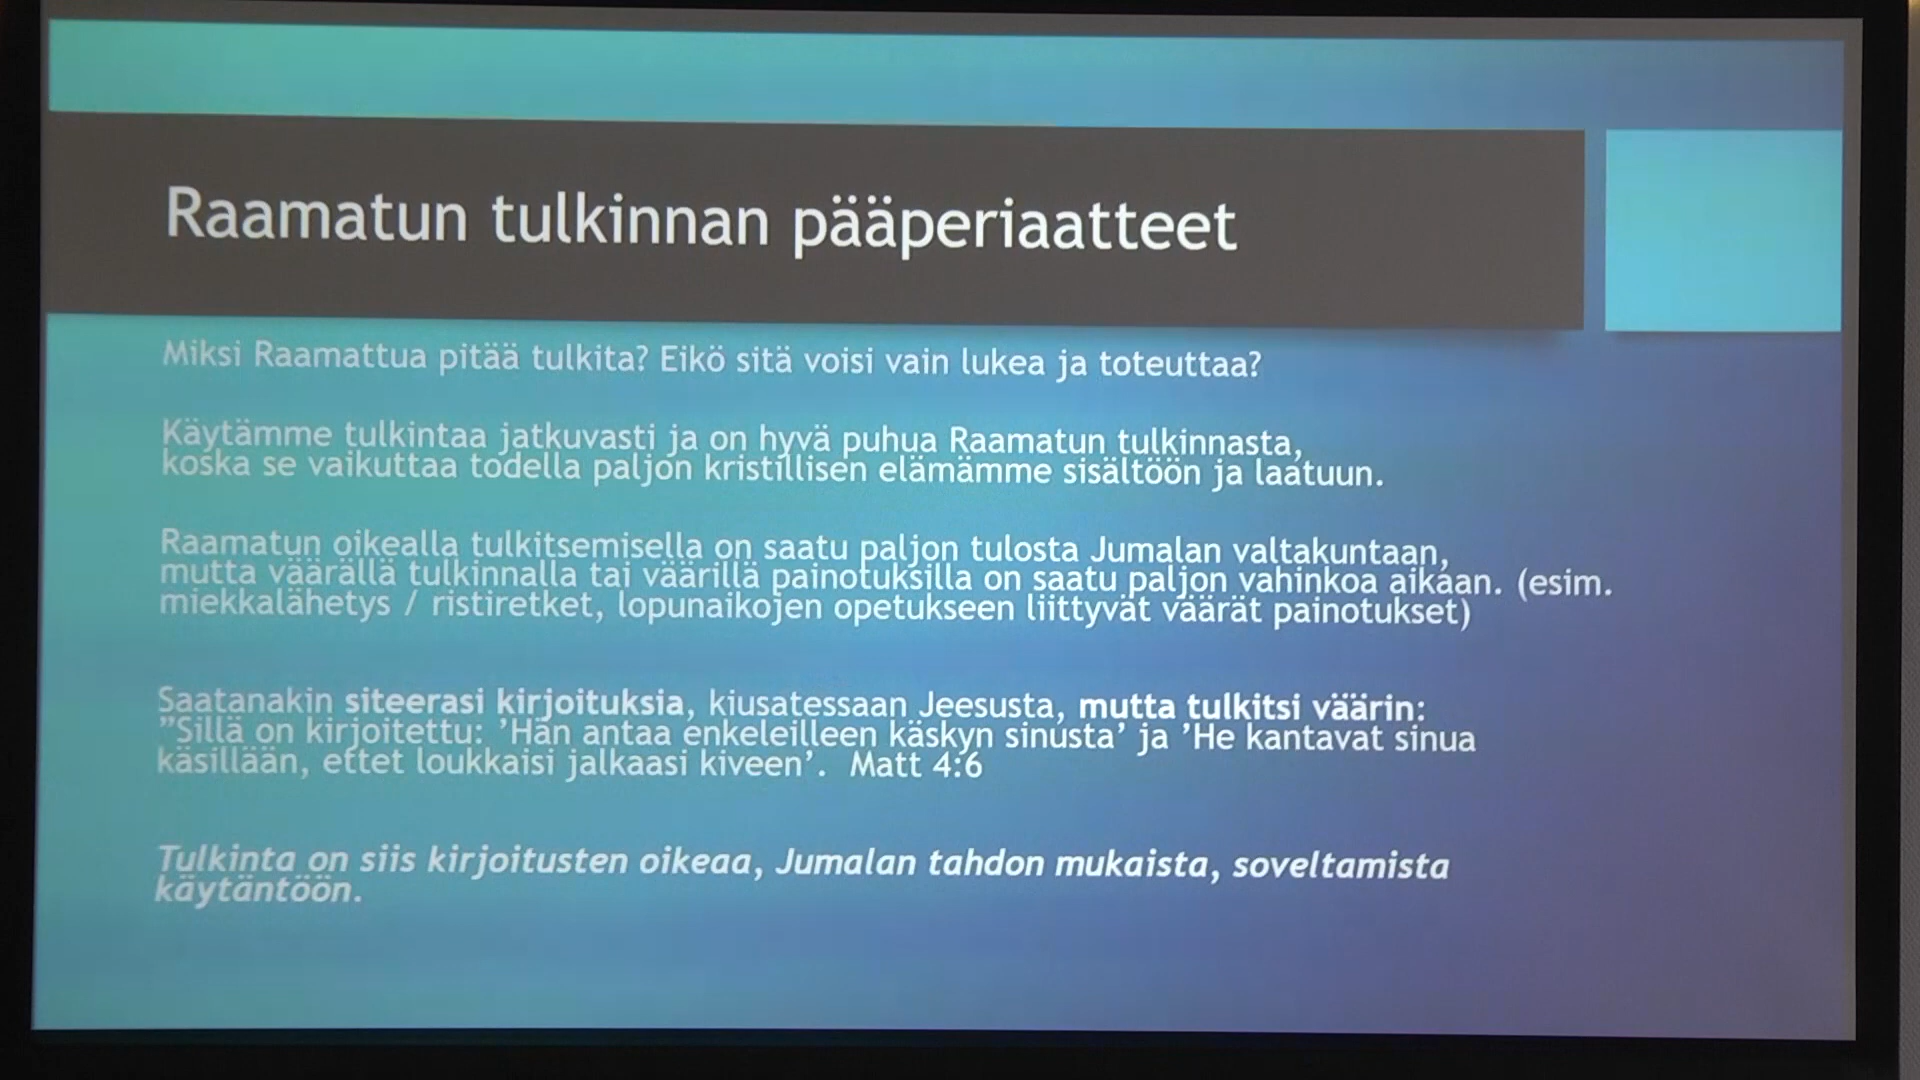 Raamatun tulkinnan pääperiaatteet
Miksi Raamattua pitää tulkita? Eikö sitä voisi vain lukea ja toteuttaa?
Käytämme tulkintaa jatkuvasti ja on hyvä puhua Raamatun tulkinnasta,
koska se vaikuttaa todella paljon kristillisen elämämme sisältöön ja laatuun.
Raamatun oikealla tulkitsemisella on saatu paljon tulosta Jumalan valtakuntaan,
mutta väärällä tulkinnalla tai väärillä painotuksilla on saatu paljon vahinkoa aikaan. (esim.
miekkalähetys / ristiretket, lopunaikojen opetukseen liittyvät väärät painotukset)
Saatanakin siteerasi kirjoituksia, kiusatessaan Jeesusta, mutta tulkitsi väärin:
”Sillä on kirjoitettu: ’Hän antaa enkeleilleen käskyn sinusta’ ja ’He kantavat sinua
käsillään, ettet loukkaisi jalkaasi kiveen’. Matt 4:6
Tulkinta on siis kirjoitusten oikeaa, Jumalan tahdon mukaista, soveltamista
käytäntöön.